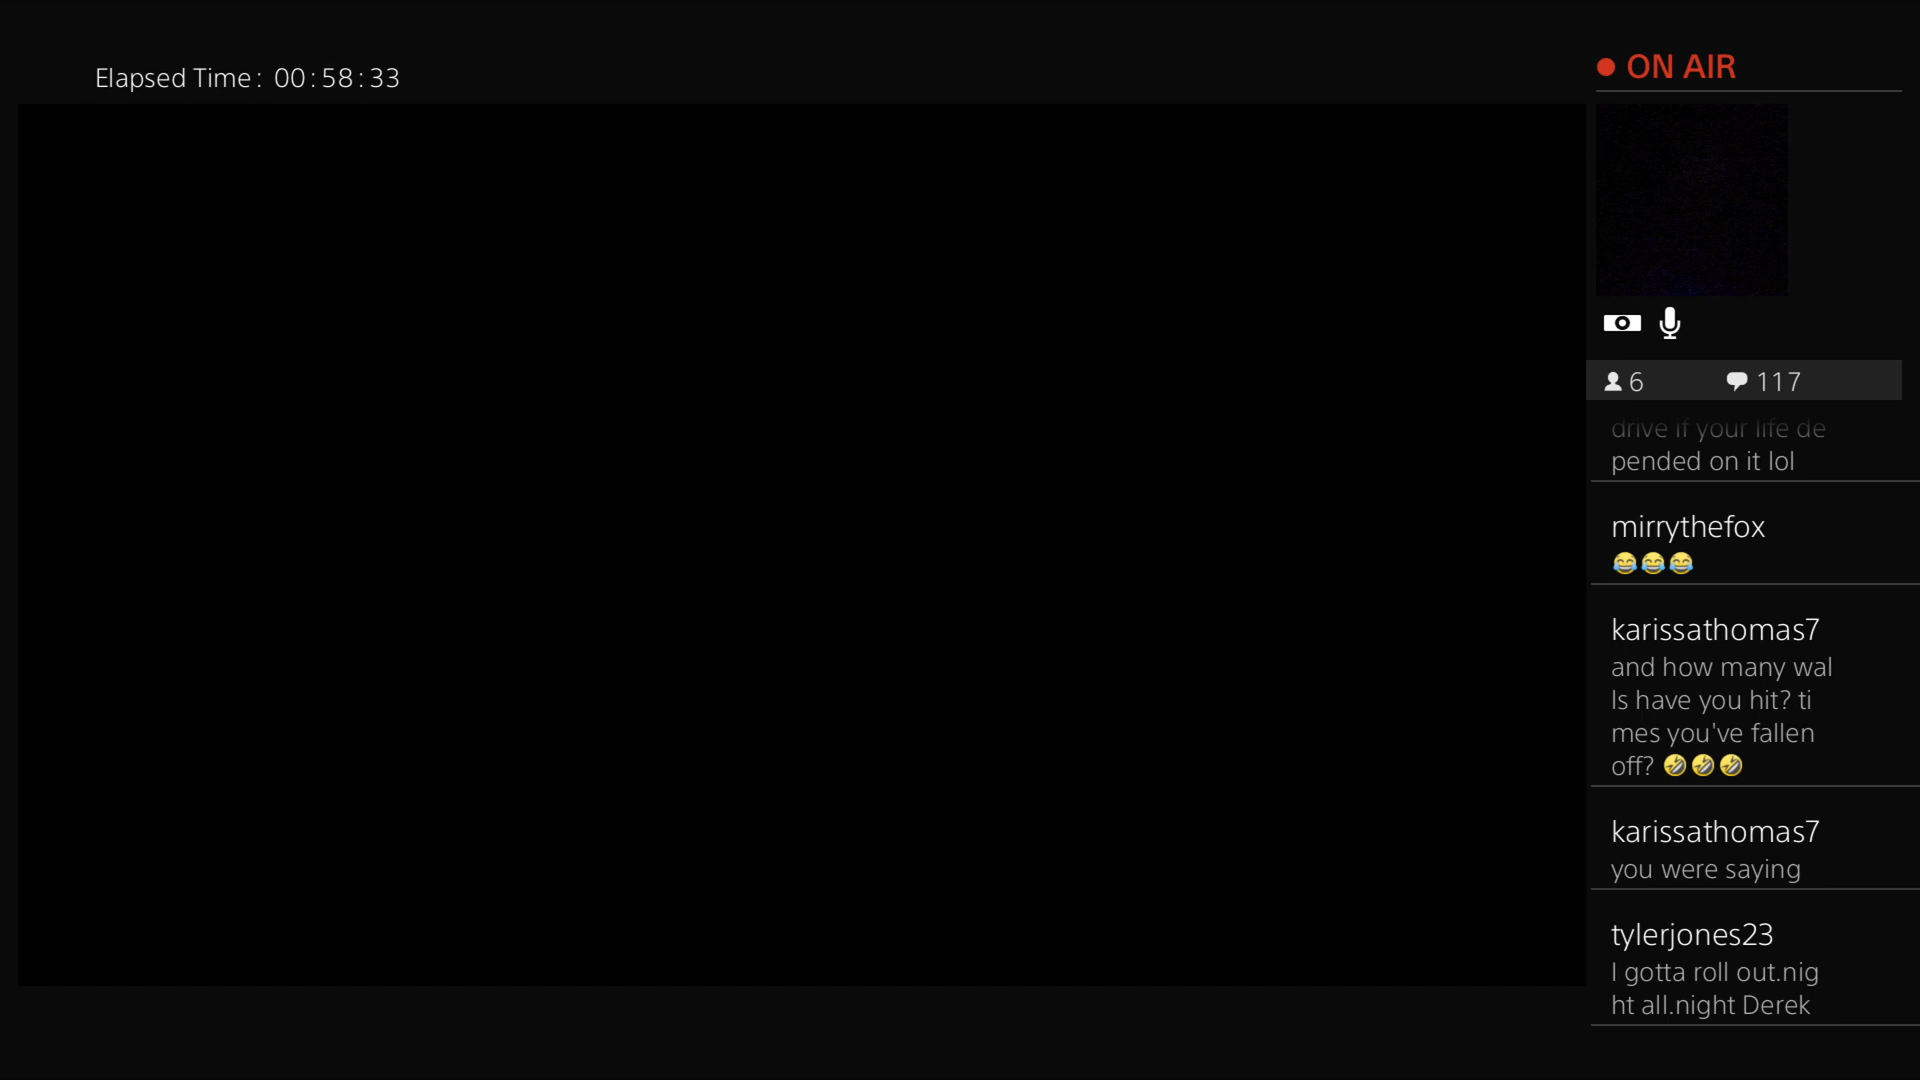 Elapsed Time: 00:58:33
ON AIR
6 117
drive if your life de
pended on it lol
mirrythefox
😂😂😂
karissathomas7
and how many wal
ls have you hit? ti
mes you've fallen
off? 🤣🤣🤣
karissathomas7
you were saying
tylerjones23
I gotta roll out.nig
ht all.night Derek